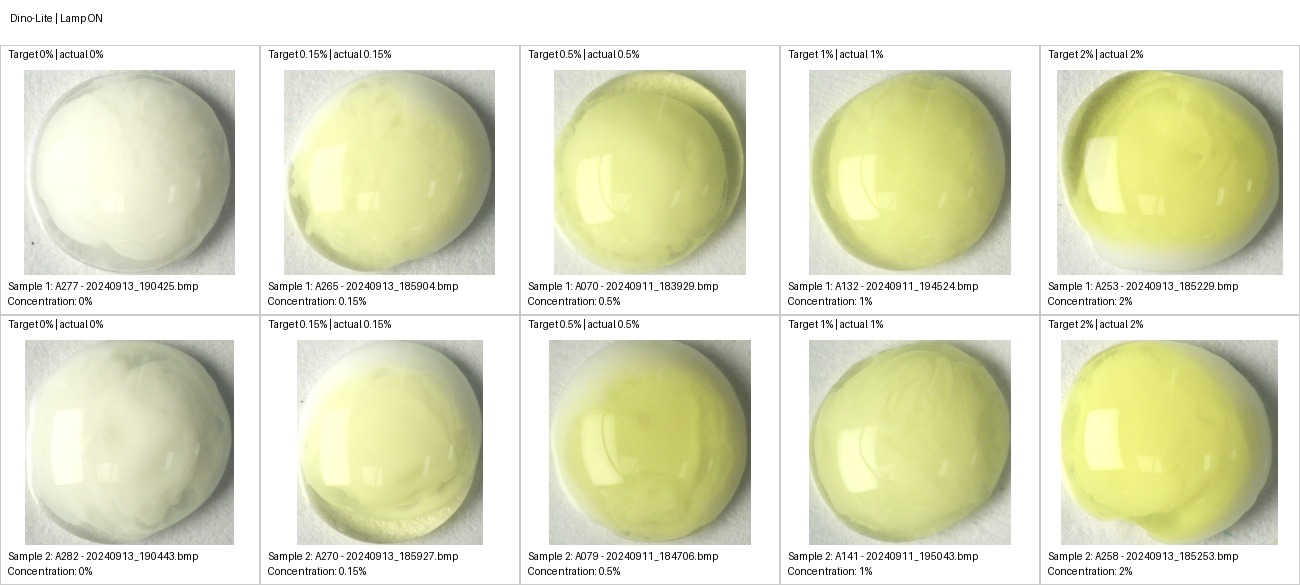 Dino-Lite | Lamp ON
Target 0% | actual 0%
Target 0.15% | actual 0.15%
Target 0.5% | actual 0.5%
Target 1% | actual 1%
Target 2% | actual 2%
Sample 1: A277 - 20240913_190425.bmp
Concentration: 0%
Sample 1: A265 - 20240913_185904.bmp
Concentration: 0.15%
Sample 1: A070 - 20240911_183929.bmp
Concentration: 0.5%
Sample 1: A132 - 20240911_194524.bmp
Concentration: 1%
Sample 1: A253 - 20240913_185229.bmp
Concentration: 2%
Target 0% | actual 0%
Target 0.15% | actual 0.15%
Target 0.5% | actual 0.5%
Target 1% | actual 1%
Target 2% | actual 2%
Sample 2: A282 - 20240913_190443.bmp
Concentration: 0%
Sample 2: A270 - 20240913_185927.bmp
Concentration: 0.15%
Sample 2: A079 - 20240911_184706.bmp
Concentration: 0.5%
Sample 2: A141 - 20240911_195043.bmp
Concentration: 1%
Sample 2: A258 - 20240913_185253.bmp
Concentration: 2%